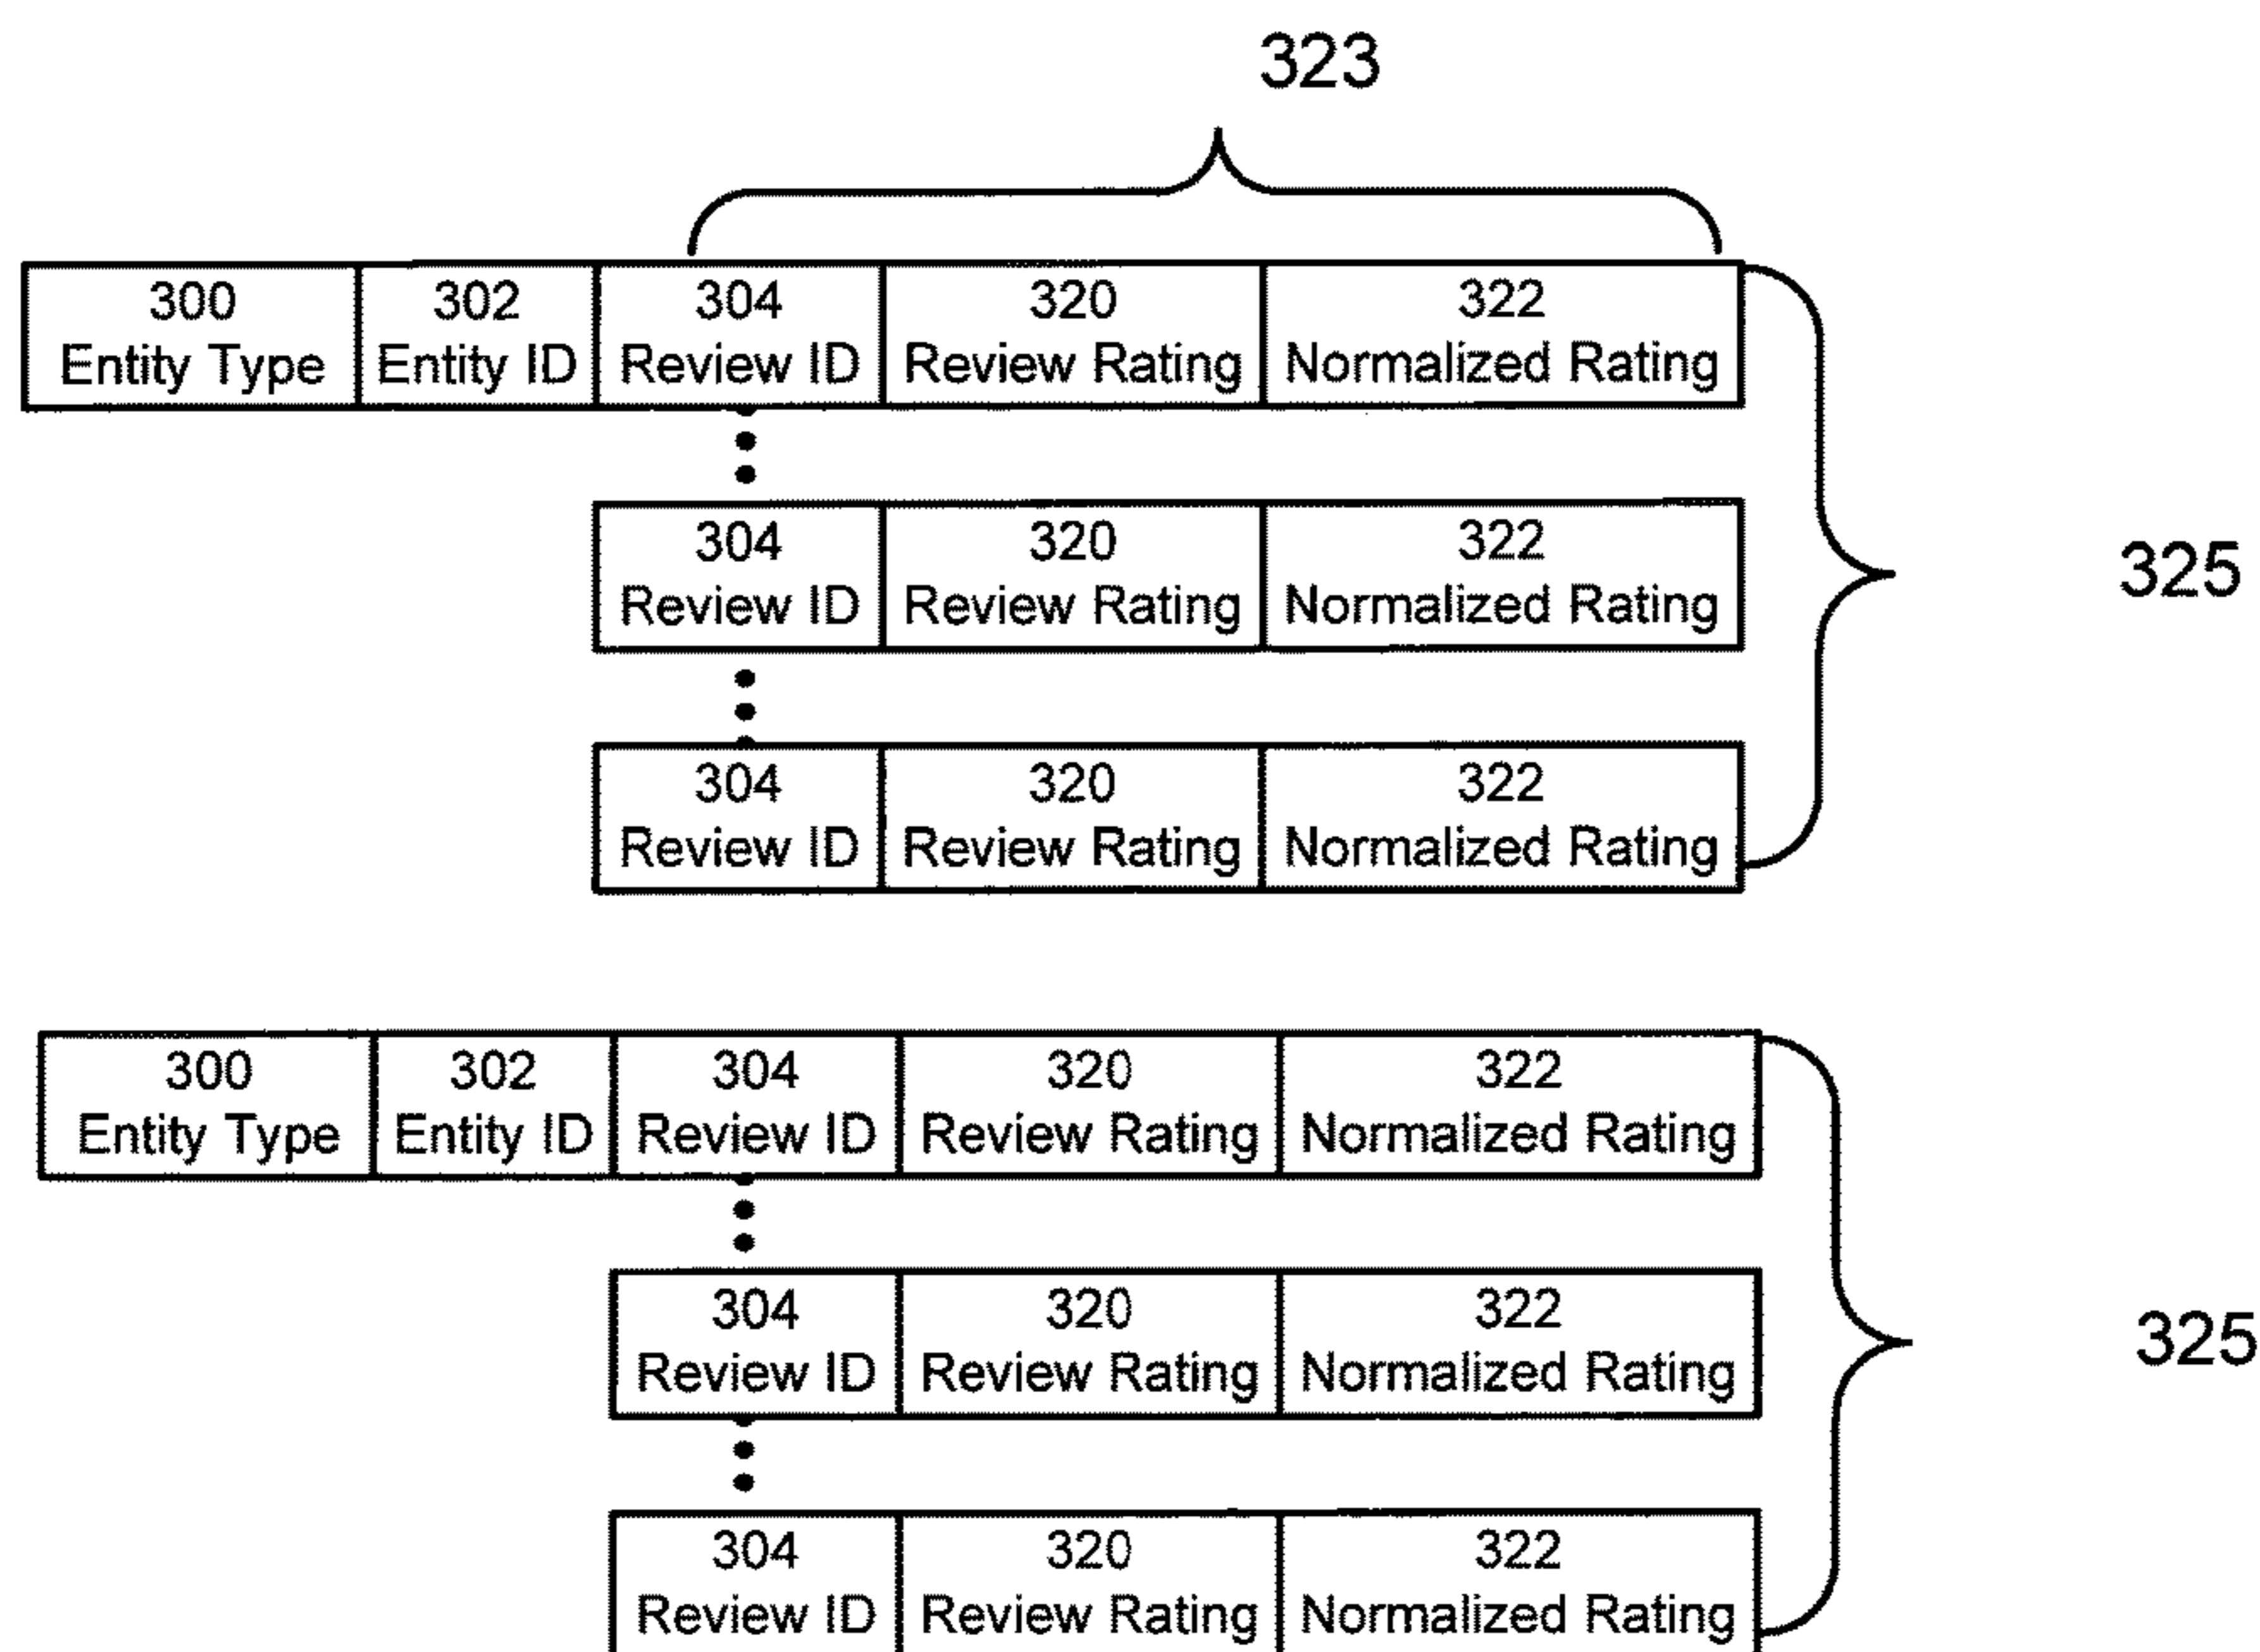 323
300 302 304 320 322
Entity Type Entity ID Review ID Review Rating Normalized Rating
304 320 322
Review ID Review Rating Normalized Rating
325
304 320 322
Review ID Review Rating Normalized Rating
300 302 304 320 322
Entity Type Entity ID Review ID Review Rating Normalized Rating
304 320 322
Review ID Review Rating Normalized Rating
325
304 320 322
Review ID Review Rating Normalized Rating